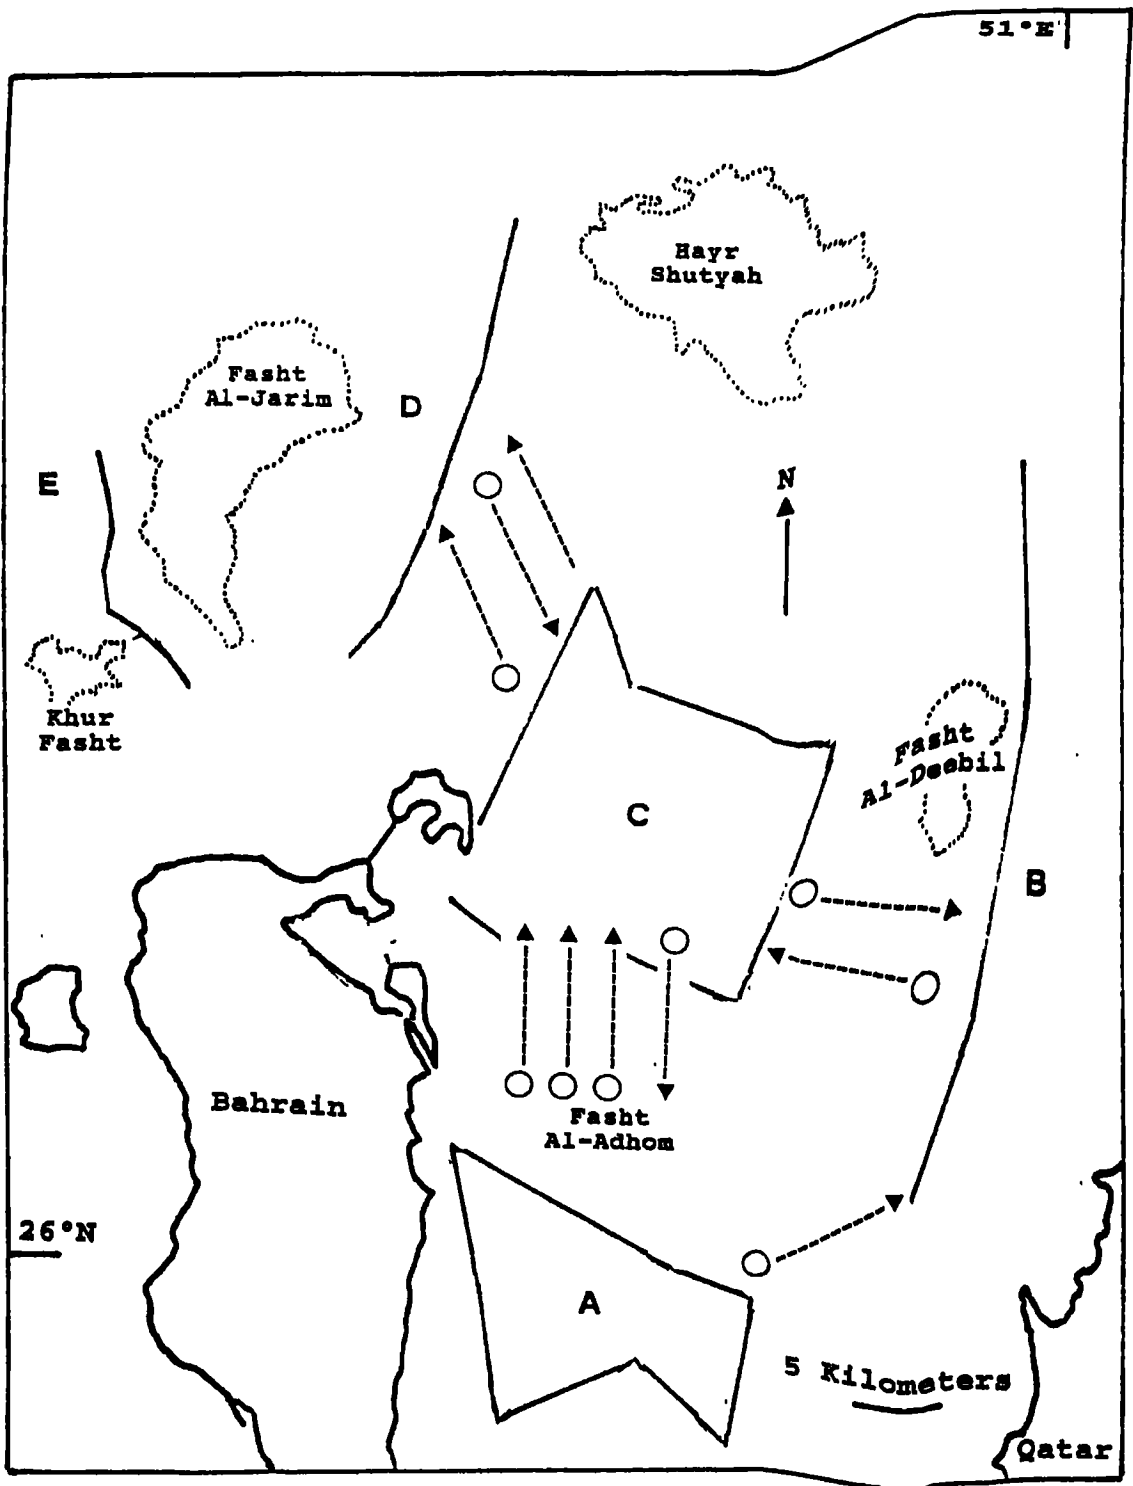 51°E
Hayr
Shutyah
Fasht
Al-Jarim
D
E
N
Khur
Fasht
Fasht
Al-Deebil
C
B
Bahrain
Fasht
Al-Adhom
26°N
A
5 Kilometers
Qatar